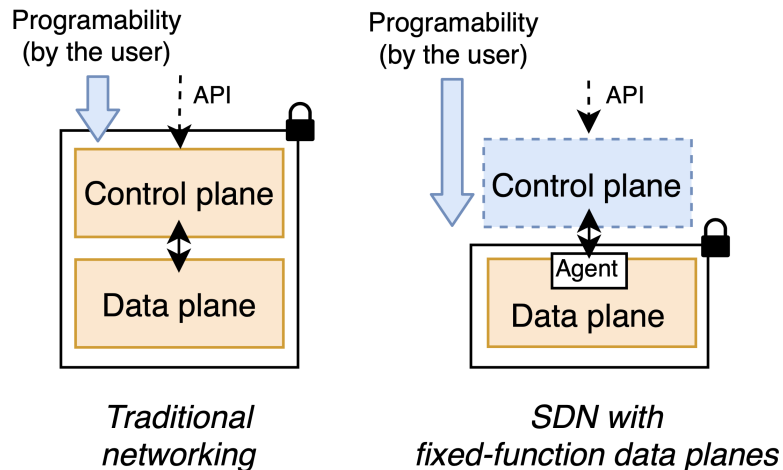 Programability
(by the user)
API
Control plane
Data plane
Traditional
networking
Programability
(by the user)
API
Control plane
Agent
Data plane
SDN with
fixed-function data planes